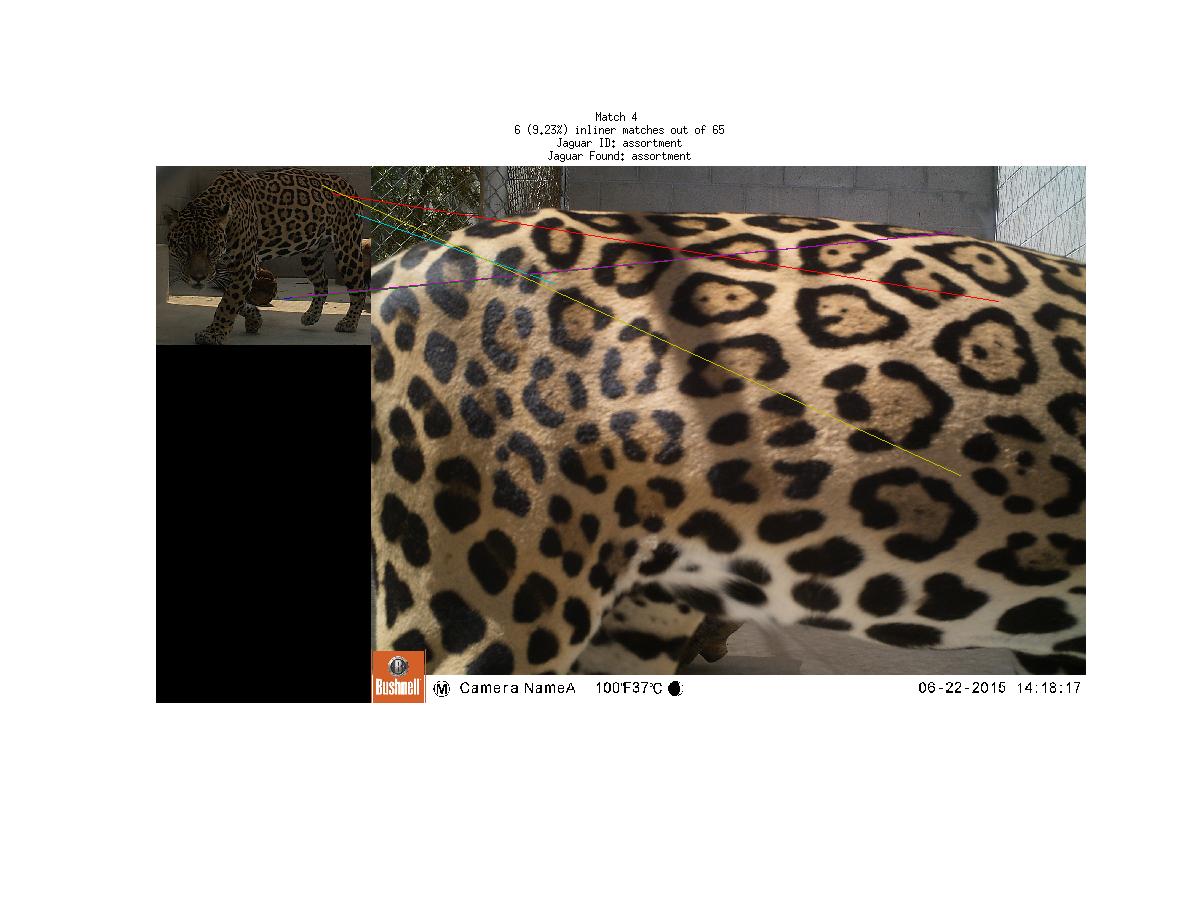 Match 4
6 (9.23%) inliner matches out of 65
Jaguar ID: assortment
Jaguar Found: assortment
B
Bushnell M Camera NameA 100°F37°C 06-22-2015 14:18:17